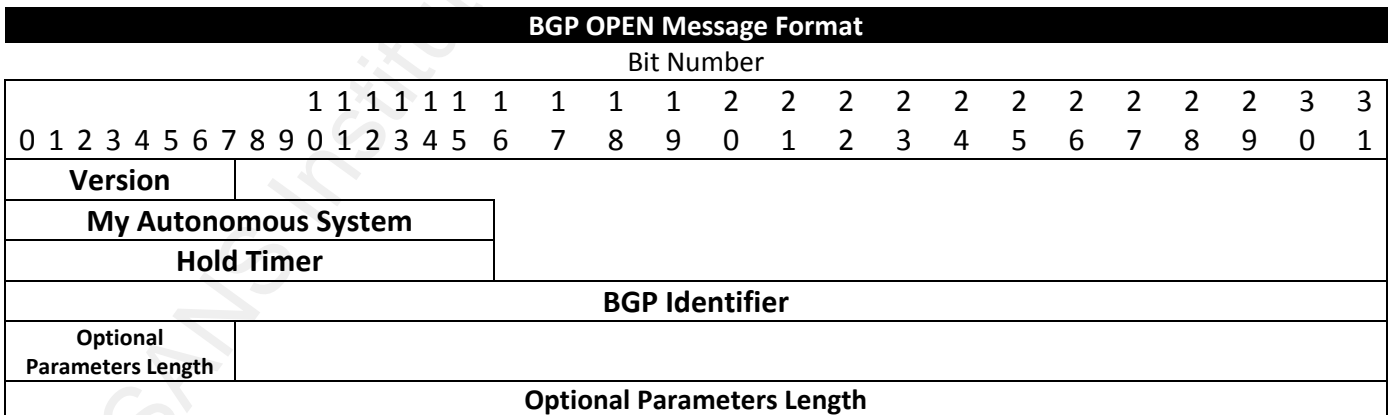 BGP OPEN Message Format
Bit Number
1 1 1 1 1 1 1 1 1 1 2 2 2 2 2 2 2 2 2 2 3 3
0 1 2 3 4 5 6 7 8 9 0 1 2 3 4 5 6 7 8 9 0 1 2 3 4 5 6 7 8 9 0 1
Version
My Autonomous System
Hold Timer
BGP Identifier
Optional
Parameters Length
Optional Parameters Length
SANS Institu